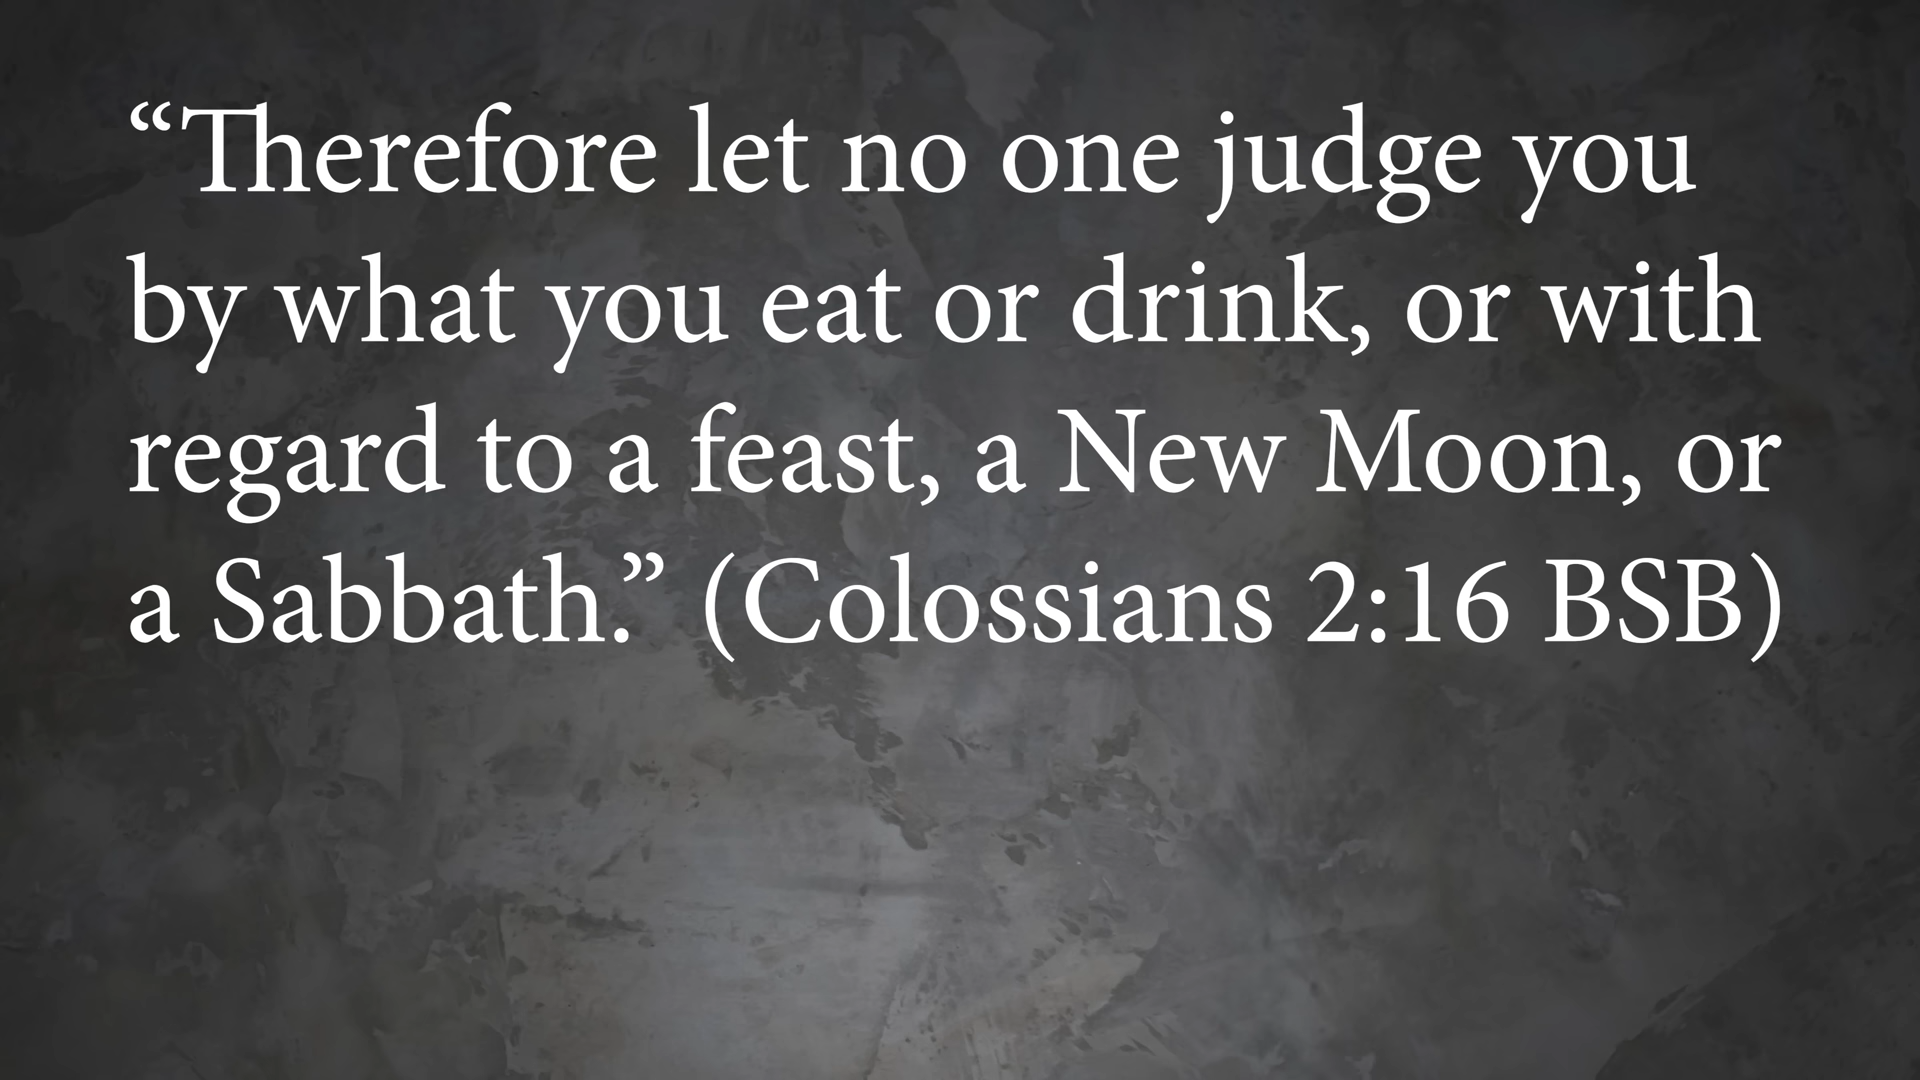 “Therefore let no one judge you
by what you eat or drink, or with
regard to a feast, a New Moon, or
a Sabbath.” (Colossians 2:16 BSB)